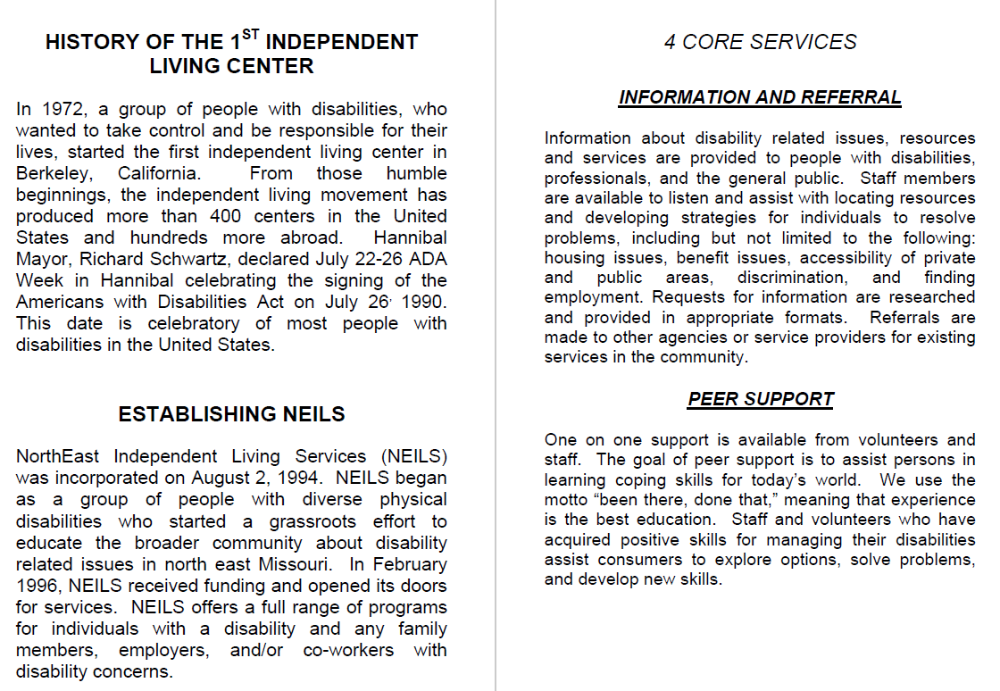 HISTORY OF THE 1ST INDEPENDENT
LIVING CENTER
In 1972, a group of people with disabilities, who
wanted to take control and be responsible for their
lives, started the first independent living center in
Berkeley, California. From those humble
beginnings, the independent living movement has
produced more than 400 centers in the United
States and hundreds more abroad. Hannibal
Mayor, Richard Schwartz, declared July 22-26 ADA
Week in Hannibal celebrating the signing of the
Americans with Disabilities Act on July 26, 1990.
This date is celebratory of most people with
disabilities in the United States.
ESTABLISHING NEILS
NorthEast Independent Living Services (NEILS)
was incorporated on August 2, 1994. NEILS began
as a group of people with diverse physical
disabilities who started a grassroots effort to
educate the broader community about disability
related issues in north east Missouri. In February
1996, NEILS received funding and opened its doors
for services. NEILS offers a full range of programs
for individuals with a disability and any family
members, employers, and/or co-workers with
disability concerns.
4 CORE SERVICES
INFORMATION AND REFERRAL
Information about disability related issues, resources
and services are provided to people with disabilities,
professionals, and the general public. Staff members
are available to listen and assist with locating resources
and developing strategies for individuals to resolve
problems, including but not limited to the following:
housing issues, benefit issues, accessibility of private
and public areas, discrimination, and finding
employment. Requests for information are researched
and provided in appropriate formats. Referrals are
made to other agencies or service providers for existing
services in the community.
PEER SUPPORT
One on one support is available from volunteers and
staff. The goal of peer support is to assist persons in
learning coping skills for today's world. We use the
motto "been there, done that," meaning that experience
is the best education. Staff and volunteers who have
acquired positive skills for managing their disabilities
assist consumers to explore options, solve problems,
and develop new skills.